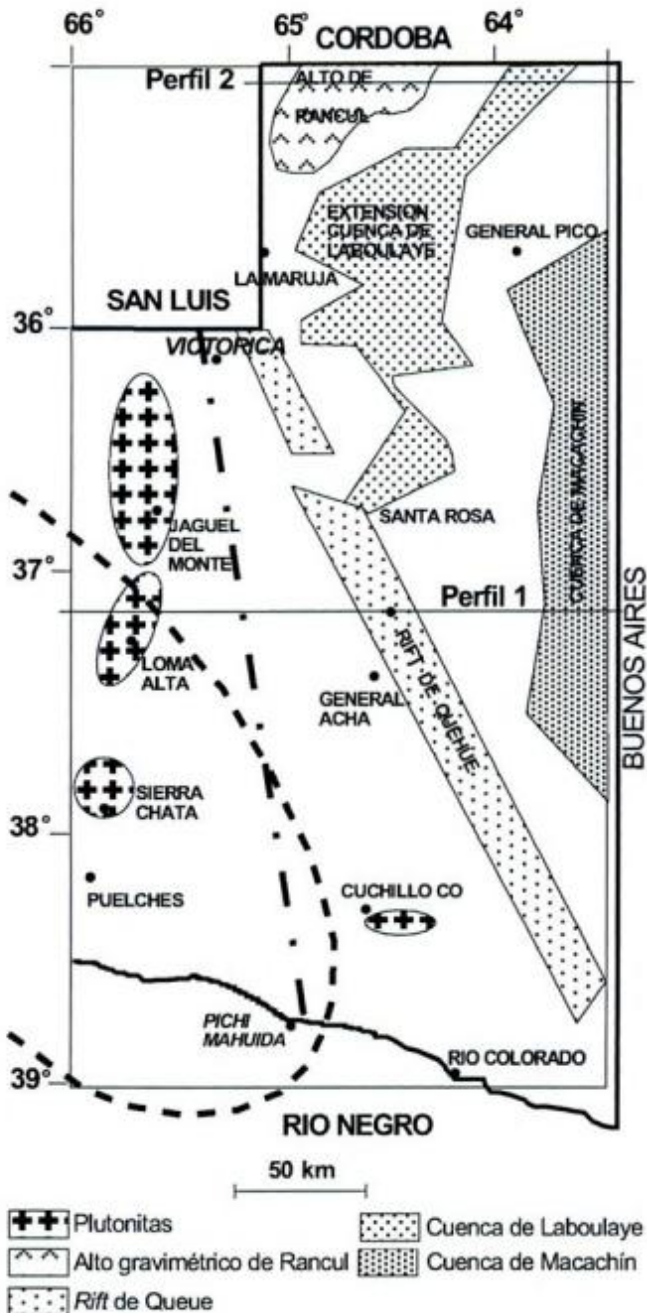 66° 65° 64°
CORDOBA
Perfil 2
ALTO DE
RANCUL
EXTENSION
CUENCA DE
LABOULAYE
GENERAL PICO
LA MARUJA
SAN LUIS
36°
VICTORICA
CUENCA DE MACACHIN
SANTA ROSA
JAGUEL
DEL
MONTE
37°
Perfil 1
LOMA
ALTA
RIFT DE QUEHUE
GENERAL
ACHA
BUENOS AIRES
SIERRA
CHATA
38°
CUCHILLO CO
PUELCHES
PICHI
MAHUIDA
RIO COLORADO
39°
RIO NEGRO
50 km
Plutonitas
Cuenca de Laboulaye
Alto gravimétrico de Rancul
Cuenca de Macachín
Rift de Queue